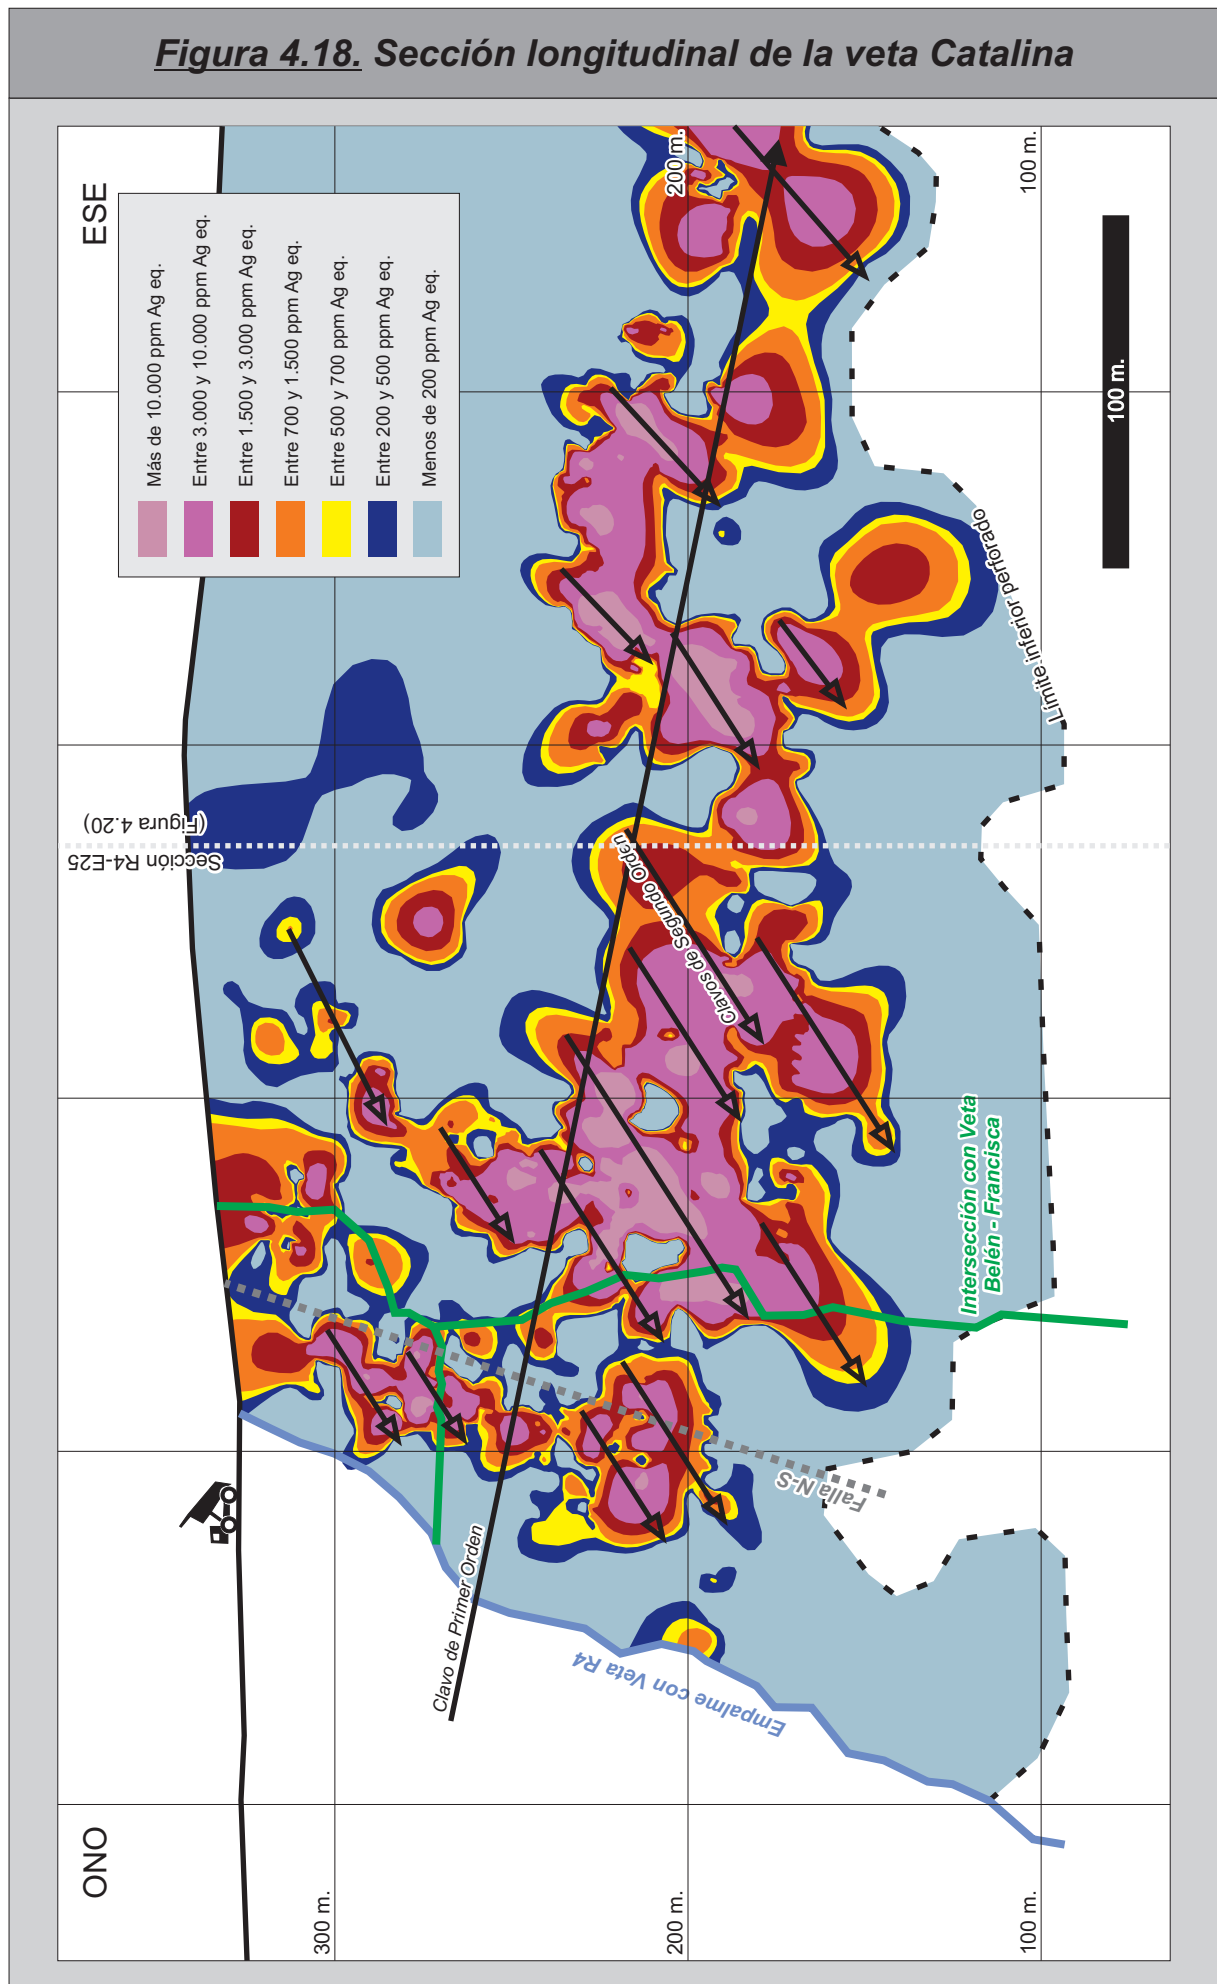 Figura 4.18. Sección longitudinal de la veta Catalina
ESE
Más de 10.000 ppm Ag eq.
Entre 3.000 y 10.000 ppm Ag eq.
Entre 1.500 y 3.000 ppm Ag eq.
Entre 700 y 1.500 ppm Ag eq.
Entre 500 y 700 ppm Ag eq.
Entre 200 y 500 ppm Ag eq.
Menos de 200 ppm Ag eq.
200 m.
100 m.
100 m.
Límite inferior perforado
Sección R4-E25
(Figura 4.20)
Clavos de Segundo Orden
Intersección con Veta
Belén - Francisca
Falla N-S
Clavo de Primer Orden
Empalme con Veta R4
ONO
300 m.
200 m.
100 m.